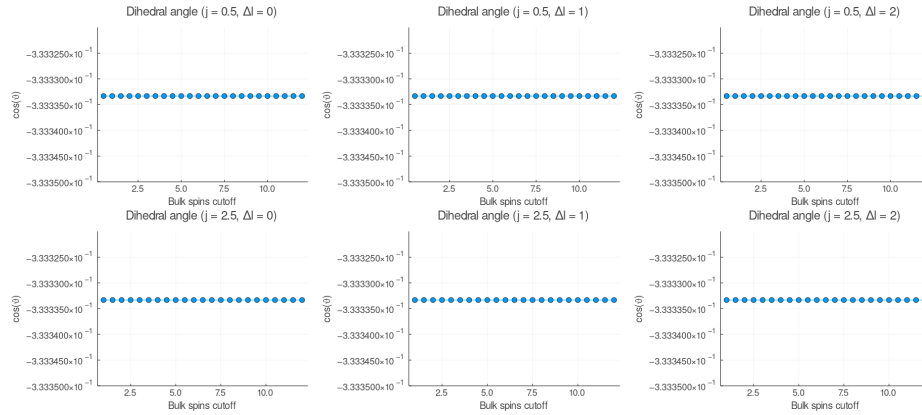 Dihedral angle (j = 0.5, Δl = 0)
Dihedral angle (j = 0.5, Δl = 1)
Dihedral angle (j = 0.5, Δl = 2)
cos(ϑ)
−3.333250×10⁻¹
−3.333300×10⁻¹
−3.333350×10⁻¹
−3.333400×10⁻¹
−3.333450×10⁻¹
−3.333500×10⁻¹
2.5 5.0 7.5 10.0
Bulk spins cutoff
cos(ϑ)
−3.333250×10⁻¹
−3.333300×10⁻¹
−3.333350×10⁻¹
−3.333400×10⁻¹
−3.333450×10⁻¹
−3.333500×10⁻¹
2.5 5.0 7.5 10.0
Bulk spins cutoff
cos(ϑ)
−3.333250×10⁻¹
−3.333300×10⁻¹
−3.333350×10⁻¹
−3.333400×10⁻¹
−3.333450×10⁻¹
−3.333500×10⁻¹
2.5 5.0 7.5 10.0
Bulk spins cutoff
Dihedral angle (j = 2.5, Δl = 0)
Dihedral angle (j = 2.5, Δl = 1)
Dihedral angle (j = 2.5, Δl = 2)
cos(ϑ)
−3.333250×10⁻¹
−3.333300×10⁻¹
−3.333350×10⁻¹
−3.333400×10⁻¹
−3.333450×10⁻¹
−3.333500×10⁻¹
2.5 5.0 7.5 10.0
Bulk spins cutoff
cos(ϑ)
−3.333250×10⁻¹
−3.333300×10⁻¹
−3.333350×10⁻¹
−3.333400×10⁻¹
−3.333450×10⁻¹
−3.333500×10⁻¹
2.5 5.0 7.5 10.0
Bulk spins cutoff
cos(ϑ)
−3.333250×10⁻¹
−3.333300×10⁻¹
−3.333350×10⁻¹
−3.333400×10⁻¹
−3.333450×10⁻¹
−3.333500×10⁻¹
2.5 5.0 7.5 10.0
Bulk spins cutoff